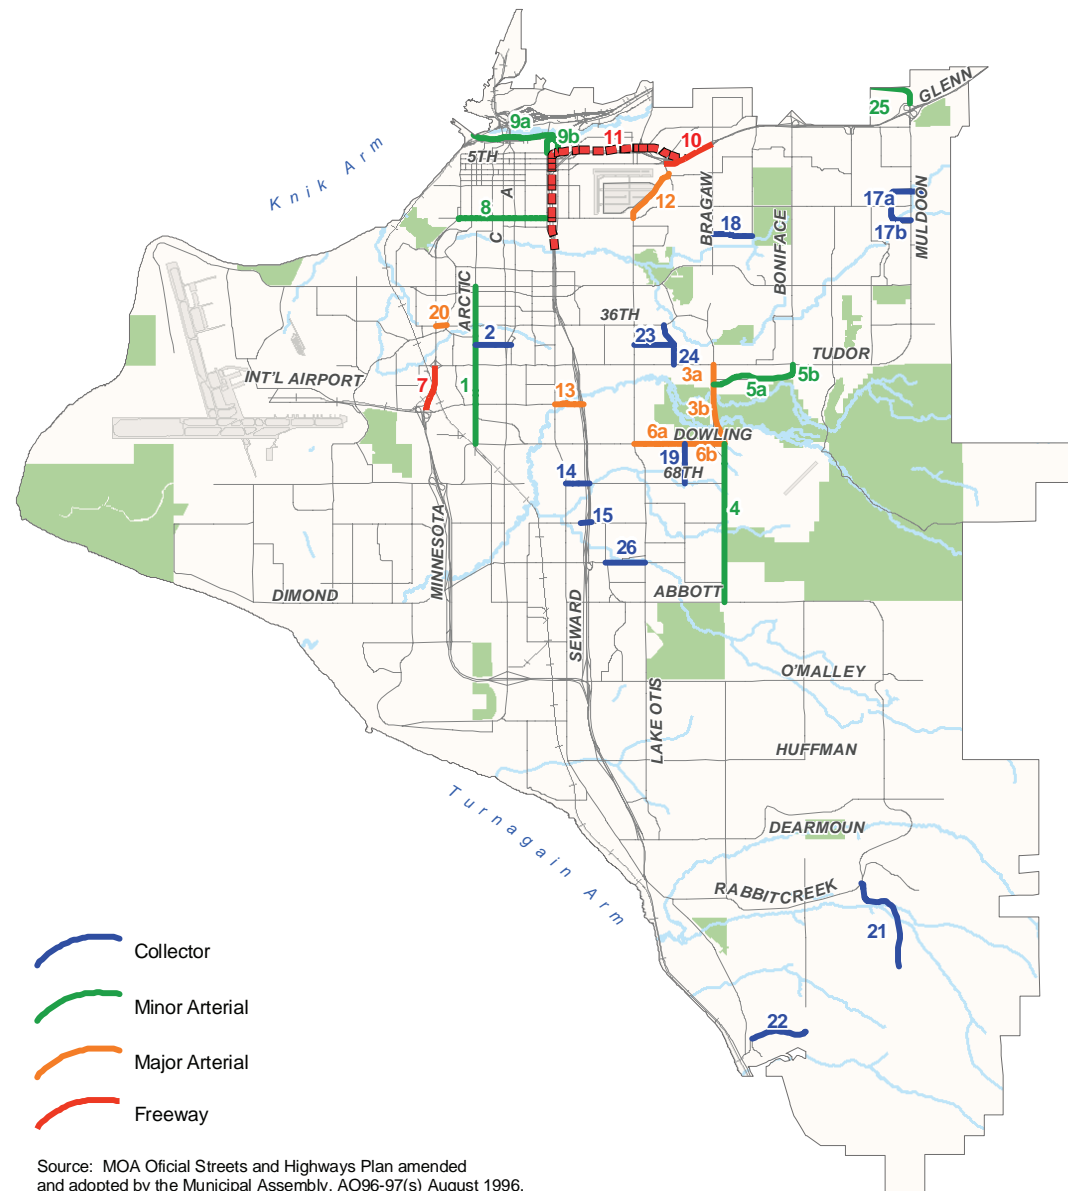 GLENN
25
9a
9b
11
10
5TH
Knik Arm
A
12
BRAGAW
MULDOON
17a
8
C
18
BONIFACE
17b
ARCTIC
20
36TH
2
23
24
TUDOR
INT'L AIRPORT
7
1
13
3a
5a
5b
3b
6a
DOWLING
6b
19
68TH
14
4
15
MINNESOTA
26
DIMOND
SEWARD
ABBOTT
O'MALLEY
LAKE OTIS
HUFFMAN
Turnagain Arm
DEARMOUN
RABBITCREEK
21
22
Collector
Minor Arterial
Major Arterial
Freeway
Source: MOA Oficial Streets and Highways Plan amended
and adopted by the Municipal Assembly, AO96-97(s) August 1996.